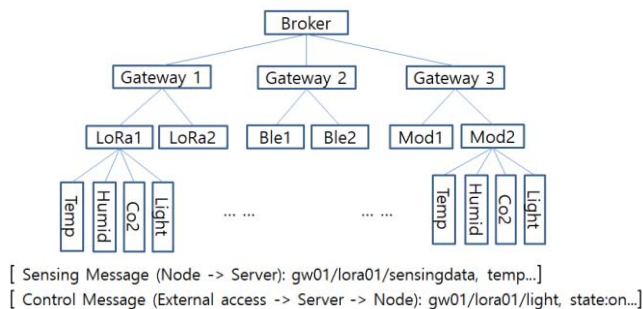 Broker
Gateway 1 Gateway 2 Gateway 3
LoRa1 LoRa2 Ble1 Ble2 Mod1 Mod2
Temp Humid Co2 Light ... ... ... ... Temp Humid Co2 Light
[ Sensing Message (Node -> Server): gw01/lora01/sensingdata, temp...]
[ Control Message (External access -> Server -> Node): gw01/lora01/light, state:on...]